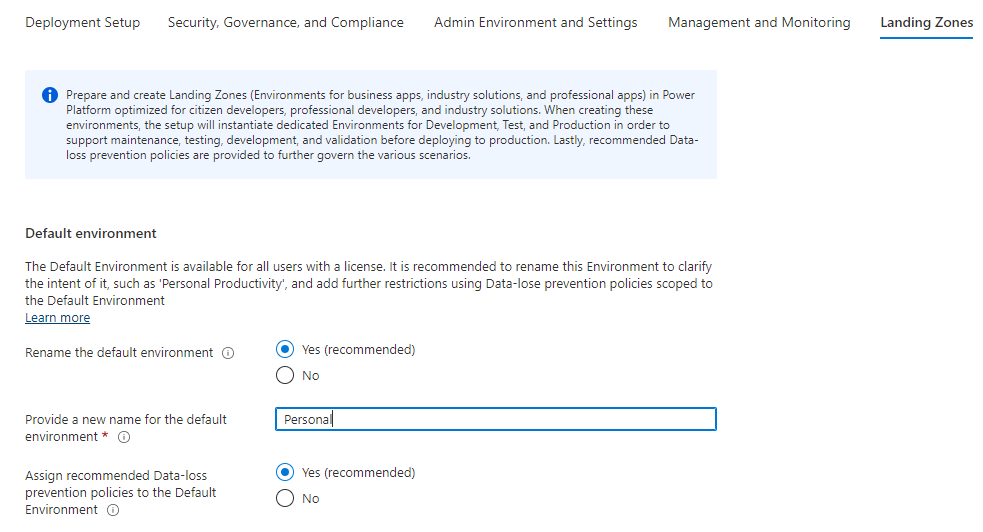 Deployment Setup Security, Governance, and Compliance Admin Environment and Settings Management and Monitoring Landing Zones
Prepare and create Landing Zones (Environments for business apps, industry solutions, and professional apps) in Power
Platform optimized for citizen developers, professional developers, and industry solutions. When creating these
environments, the setup will instantiate dedicated Environments for Development, Test, and Production in order to
support maintenance, testing, development, and validation before deploying to production. Lastly, recommended Data-
loss prevention policies are provided to further govern the various scenarios.
Default environment
The Default Environment is available for all users with a license. It is recommended to rename this Environment to clarify
the intent of it, such as 'Personal Productivity', and add further restrictions using Data-lose prevention policies scoped to
the Default Environment
Learn more
Rename the default environment
Yes (recommended)
No
Provide a new name for the default
environment *
Personal
Assign recommended Data-loss
prevention policies to the Default
Environment
Yes (recommended)
No